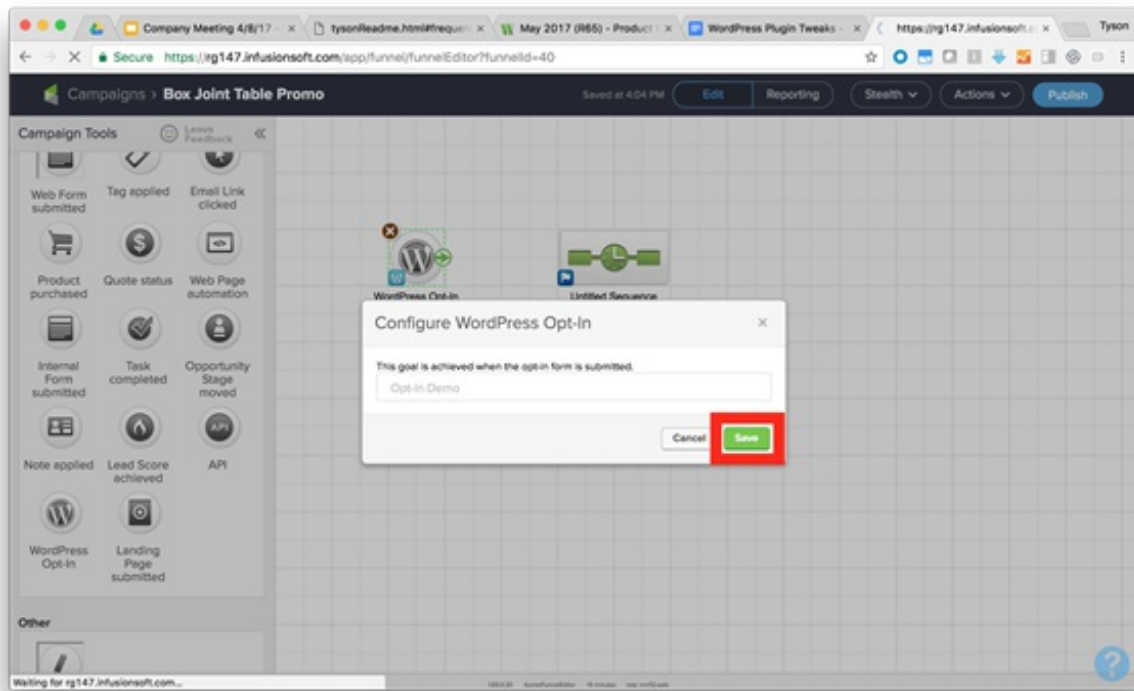 Company Meeting 4/8/17
tysonReadme.html#frequen
May 2017 (R65) - Product
WordPress Plugin Tweaks -
https://rg147.infusionsoft.c
Tyson
Secure https://rg147.infusionsoft.com/app/funnel/funnelEditor?funnelId=40
Campaigns > Box Joint Table Promo
Saved at 4:04 PM
Edit
Reporting
Stealth
Actions
Publish
Campaign Tools
Leave
Feedback
Web Form
submitted
Tag applied
Email Link
clicked
Product
purchased
Quote status
Web Page
automation
Internal
Form
submitted
Task
completed
Opportunity
Stage
moved
Note applied
Lead Score
achieved
API
API
WordPress
Opt-In
Landing
Page
submitted
Other
WordPress Opt-In
Untitled Sequence
Configure WordPress Opt-In
This goal is achieved when the opt-in form is submitted.
Opt-In Demo
Cancel
Save
Waiting for rg147.infusionsoft.com...